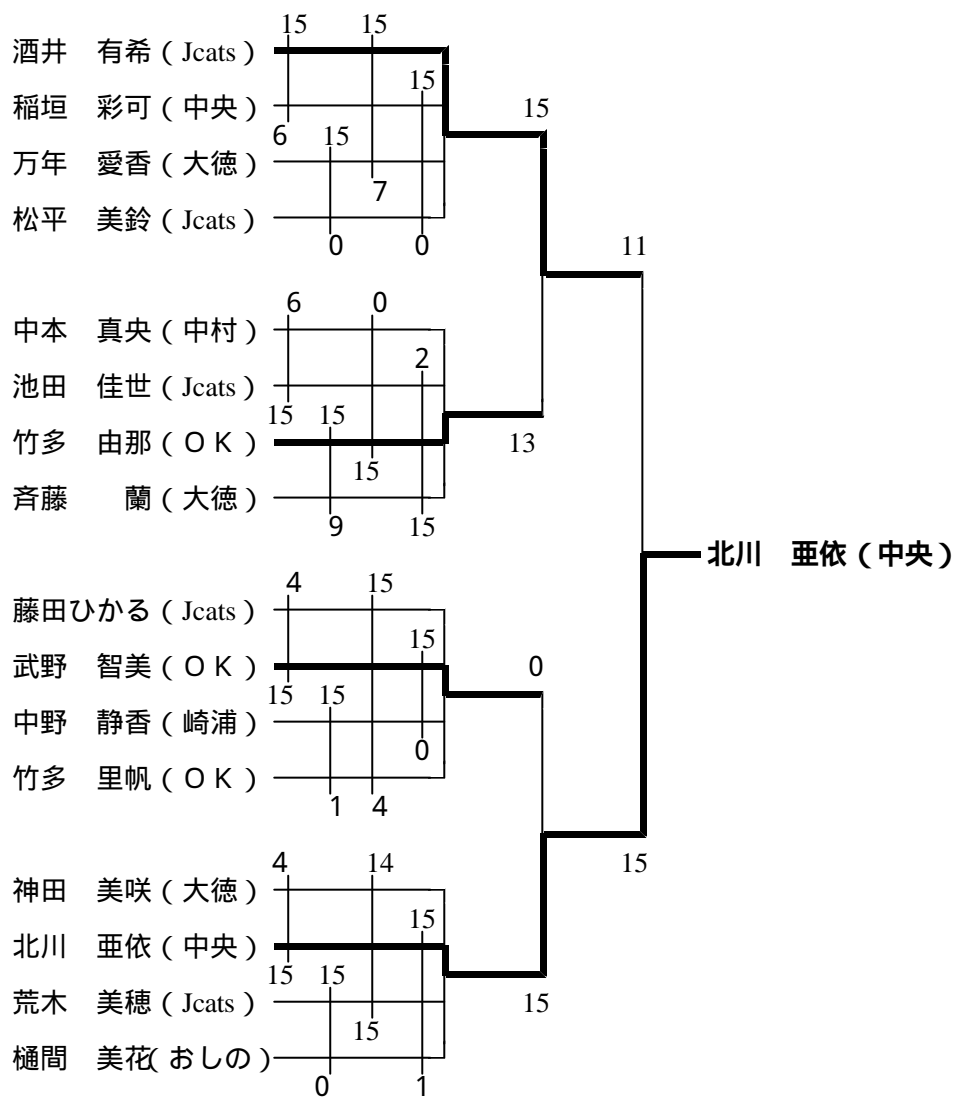 15 15
酒井　有希 ( Jcats )
15
稲垣　彩可 ( 中央 )
15
6 15
万年　愛香 ( 大徳 )
7
松平　美鈴 ( Jcats )
0 0
11
6 0
中本　真央 ( 中村 )
2
池田　佳世 ( Jcats )
15 15
竹多　由那 ( O K )
13
15
斉藤　　蘭 ( 大徳 )
9 15
北川　亜依 ( 中央 )
4 15
藤田ひかる ( Jcats )
15
武野　智美 ( O K )
0
15 15
中野　静香 ( 崎浦 )
0
竹多　里帆 ( O K )
1 4
15
4 14
神田　美咲 ( 大徳 )
15
北川　亜依 ( 中央 )
15 15
荒木　美穂 ( Jcats )
15
15
樋間　美花( おしの )
0 1